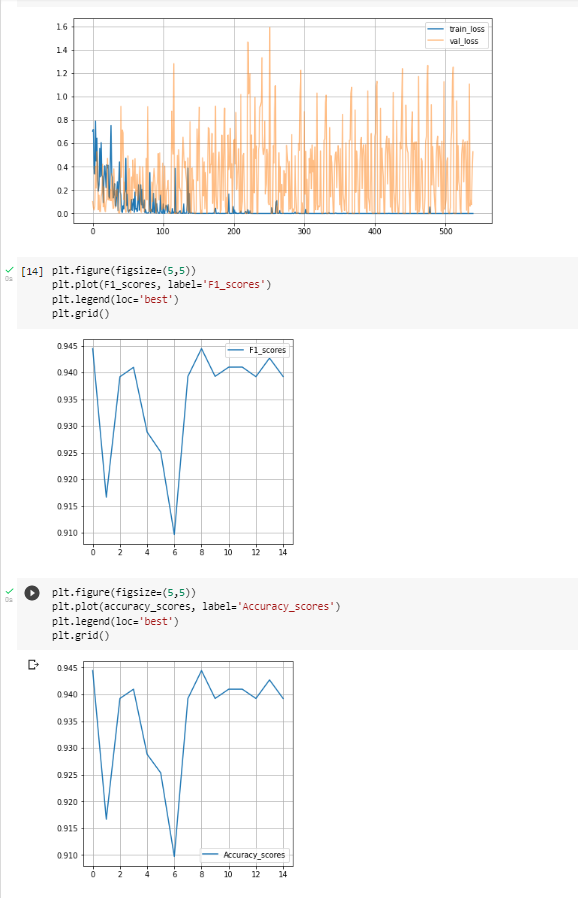 train_loss
val_loss
1.6
1.4
1.2
1.0
0.8
0.6
0.4
0.2
0.0
0 100 200 300 400 500
0s
[14] plt.figure(figsize=(5,5))
plt.plot(F1_scores, label='F1_scores')
plt.legend(loc='best')
plt.grid()
F1_scores
0.945
0.940
0.935
0.930
0.925
0.920
0.915
0.910
0 2 4 6 8 10 12 14
0s
plt.figure(figsize=(5,5))
plt.plot(accuracy_scores, label='Accuracy_scores')
plt.legend(loc='best')
plt.grid()
0.945
0.940
0.935
0.930
0.925
0.920
0.915
0.910
Accuracy_scores
0 2 4 6 8 10 12 14